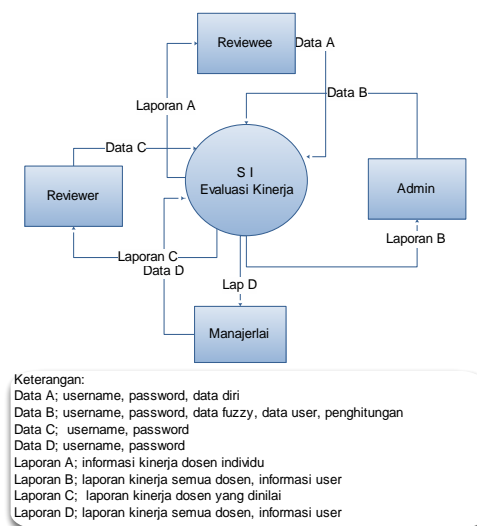 Reviewee
Data A
Data B
Laporan A
Data C
S I
Evaluasi Kinerja
Reviewer
Admin
Laporan B
Laporan C
Data D
Lap D
Manajerlai
Keterangan:
Data A; username, password, data diri
Data B; username, password, data fuzzy, data user, penghitungan
Data C;  username, password
Data D; username, password
Laporan A; informasi kinerja dosen individu
Laporan B; laporan kinerja semua dosen, informasi user
Laporan C;  laporan kinerja dosen yang dinilai
Laporan D; laporan kinerja semua dosen, informasi user